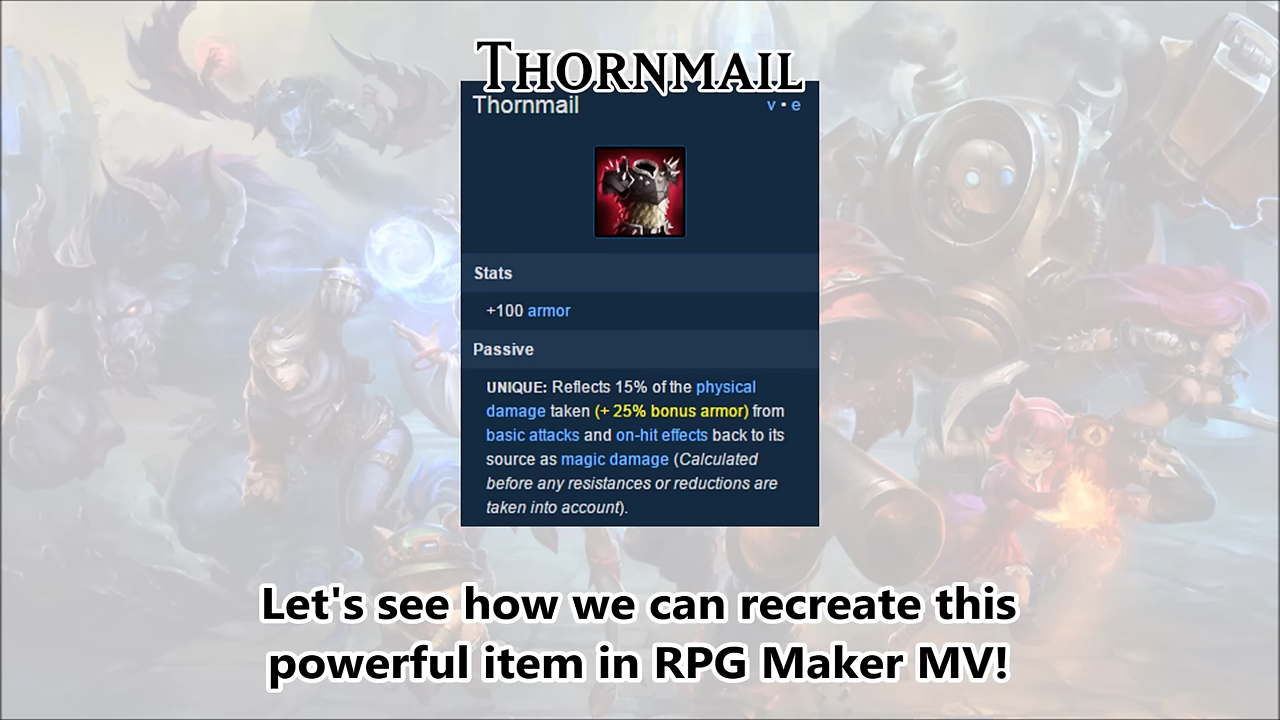 THORNMAIL
Thornmail v • e
Stats
+100 armor
Passive
UNIQUE: Reflects 15% of the physical
damage taken (+ 25% bonus armor) from
basic attacks and on-hit effects back to its
source as magic damage (Calculated
before any resistances or reductions are
taken into account).
Let's see how we can recreate this
powerful item in RPG Maker MV!